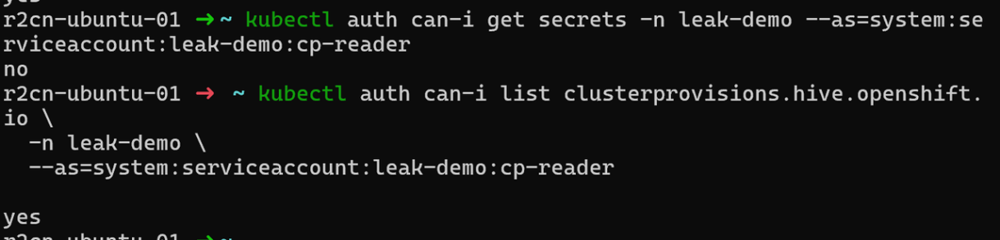 yes
r2cn-ubuntu-01 ➔~ kubectl auth can-i get secrets -n leak-demo --as=system:se
rviceaccount:leak-demo:cp-reader
no
r2cn-ubuntu-01 ➔ ~ kubectl auth can-i list clusterprovisions.hive.openshift.
io \
-n leak-demo \
--as=system:serviceaccount:leak-demo:cp-reader
yes
r2cn-ubuntu-01 ➔~